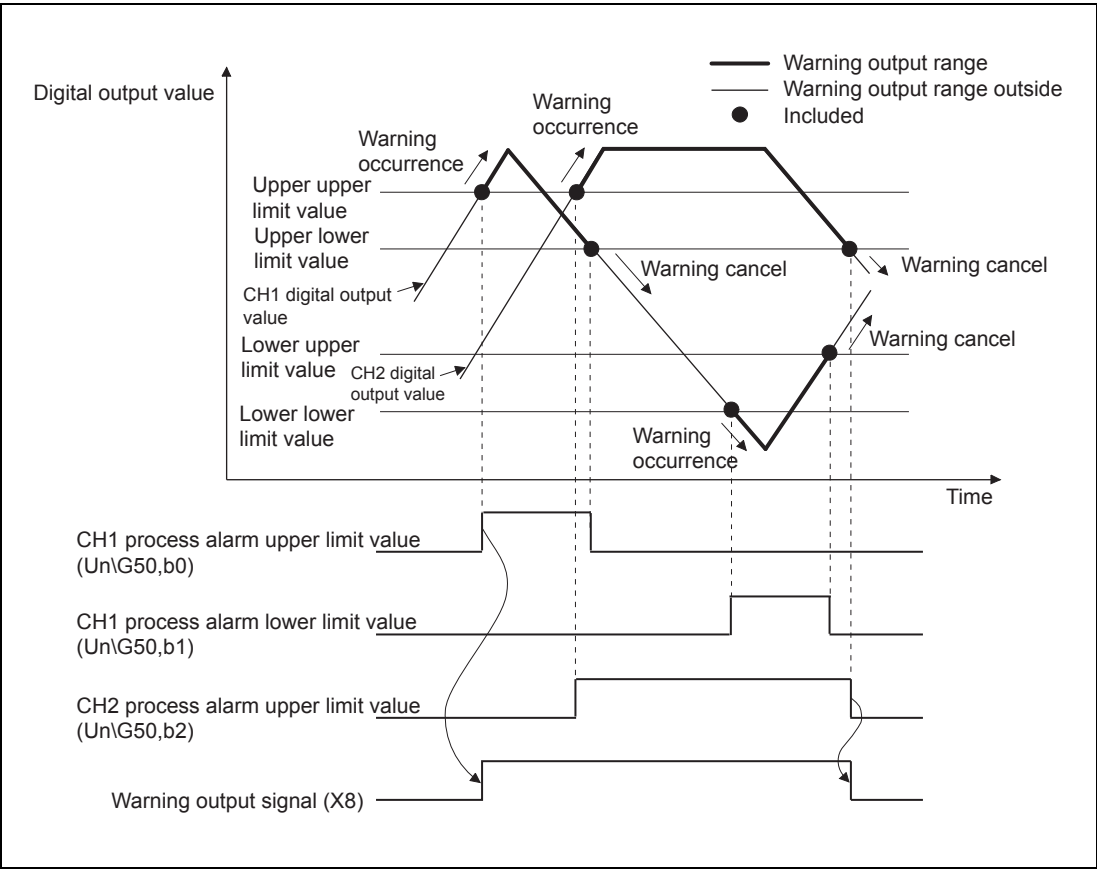 Digital output value
Warning output range
Warning output range outside
Included
Warning
occurrence
Warning
occurrence
Upper upper
limit value
Upper lower
limit value
Warning cancel
Warning cancel
CH1 digital output
value
Lower upper
limit value
Warning cancel
CH2 digital
output value
Lower lower
limit value
Warning
occurrence
Time
CH1 process alarm upper limit value
(Un\G50,b0)
CH1 process alarm lower limit value
(Un\G50,b1)
CH2 process alarm upper limit value
(Un\G50,b2)
Warning output signal (X8)